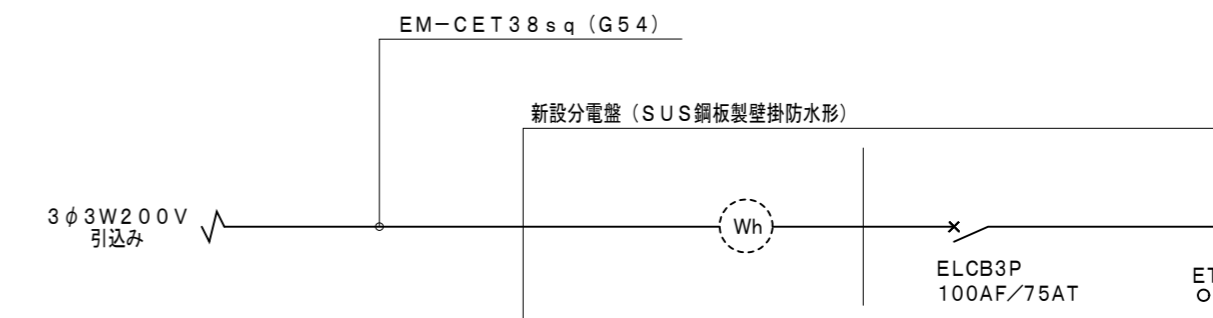 EM-CET38sq(G54)
新設分電盤(SUS鋼板製壁掛防水形)
3φ3W200V
引込み
Wh
ELCB3P
100AF/75AT
ET